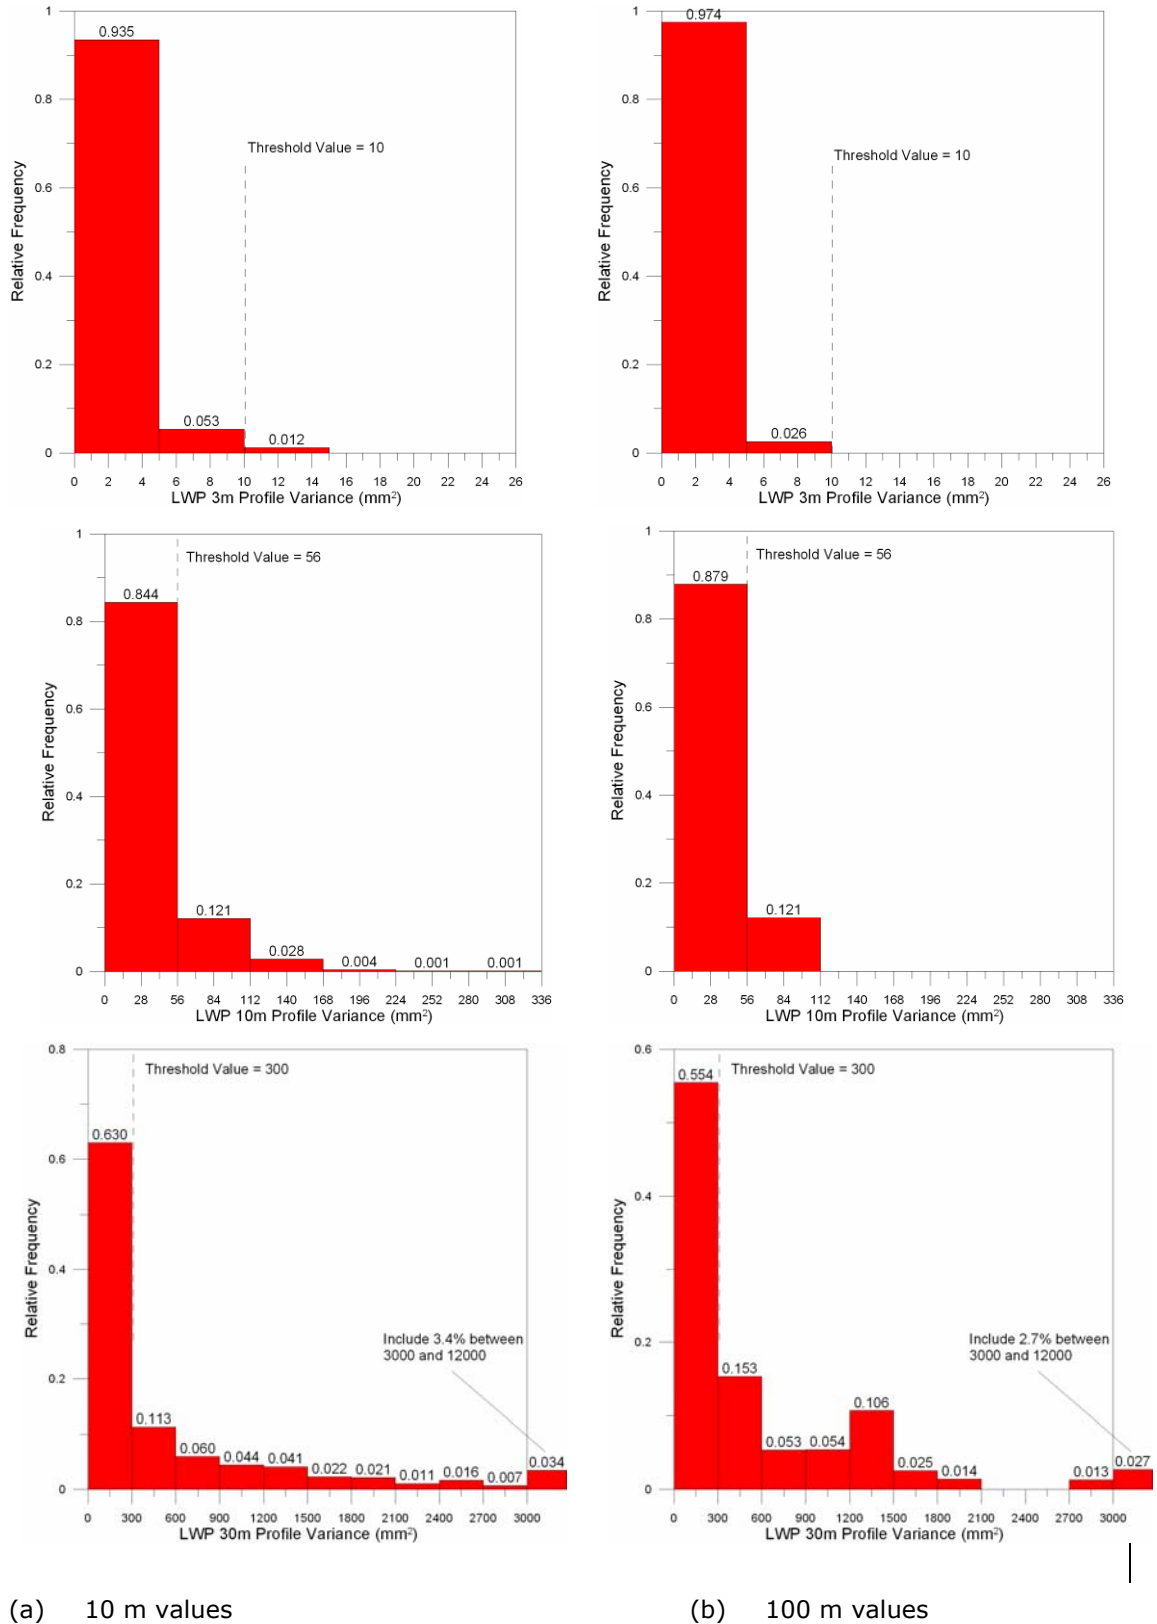 1
0.935
0.8
Threshold Value = 10
0.6
Relative Frequency
0.4
0.2
0.053
0.012
0
0 2 4 6 8 10 12 14 16 18 20 22 24 26
LWP 3m Profile Variance (mm²)
1
0.974
0.8
Threshold Value = 10
0.6
Relative Frequency
0.4
0.2
0.026
0
0 2 4 6 8 10 12 14 16 18 20 22 24 26
LWP 3m Profile Variance (mm²)
1
Threshold Value = 56
0.844
0.8
0.6
Relative Frequency
0.4
0.2
0.121
0.028
0.004
0.001
0.001
0
0 28 56 84 112 140 168 196 224 252 280 308 336
LWP 10m Profile Variance (mm²)
1
Threshold Value = 56
0.879
0.8
0.6
Relative Frequency
0.4
0.2
0.121
0
0 28 56 84 112 140 168 196 224 252 280 308 336
LWP 10m Profile Variance (mm²)
0.8
Threshold Value = 300
0.630
0.6
Relative Frequency
0.4
Include 3.4% between
3000 and 12000
0.2
0.113
0.060
0.044
0.041
0.022
0.021
0.011
0.016
0.007
0.034
0
0 300 600 900 1200 1500 1800 2100 2400 2700 3000
LWP 30m Profile Variance (mm²)
0.6
Threshold Value = 300
0.554
0.4
Relative Frequency
Include 2.7% between
3000 and 12000
0.2
0.153
0.053
0.054
0.106
0.025
0.014
0.013
0.027
0
0 300 600 900 1200 1500 1800 2100 2400 2700 3000
LWP 30m Profile Variance (mm²)
(a) 10 m values
(b) 100 m values